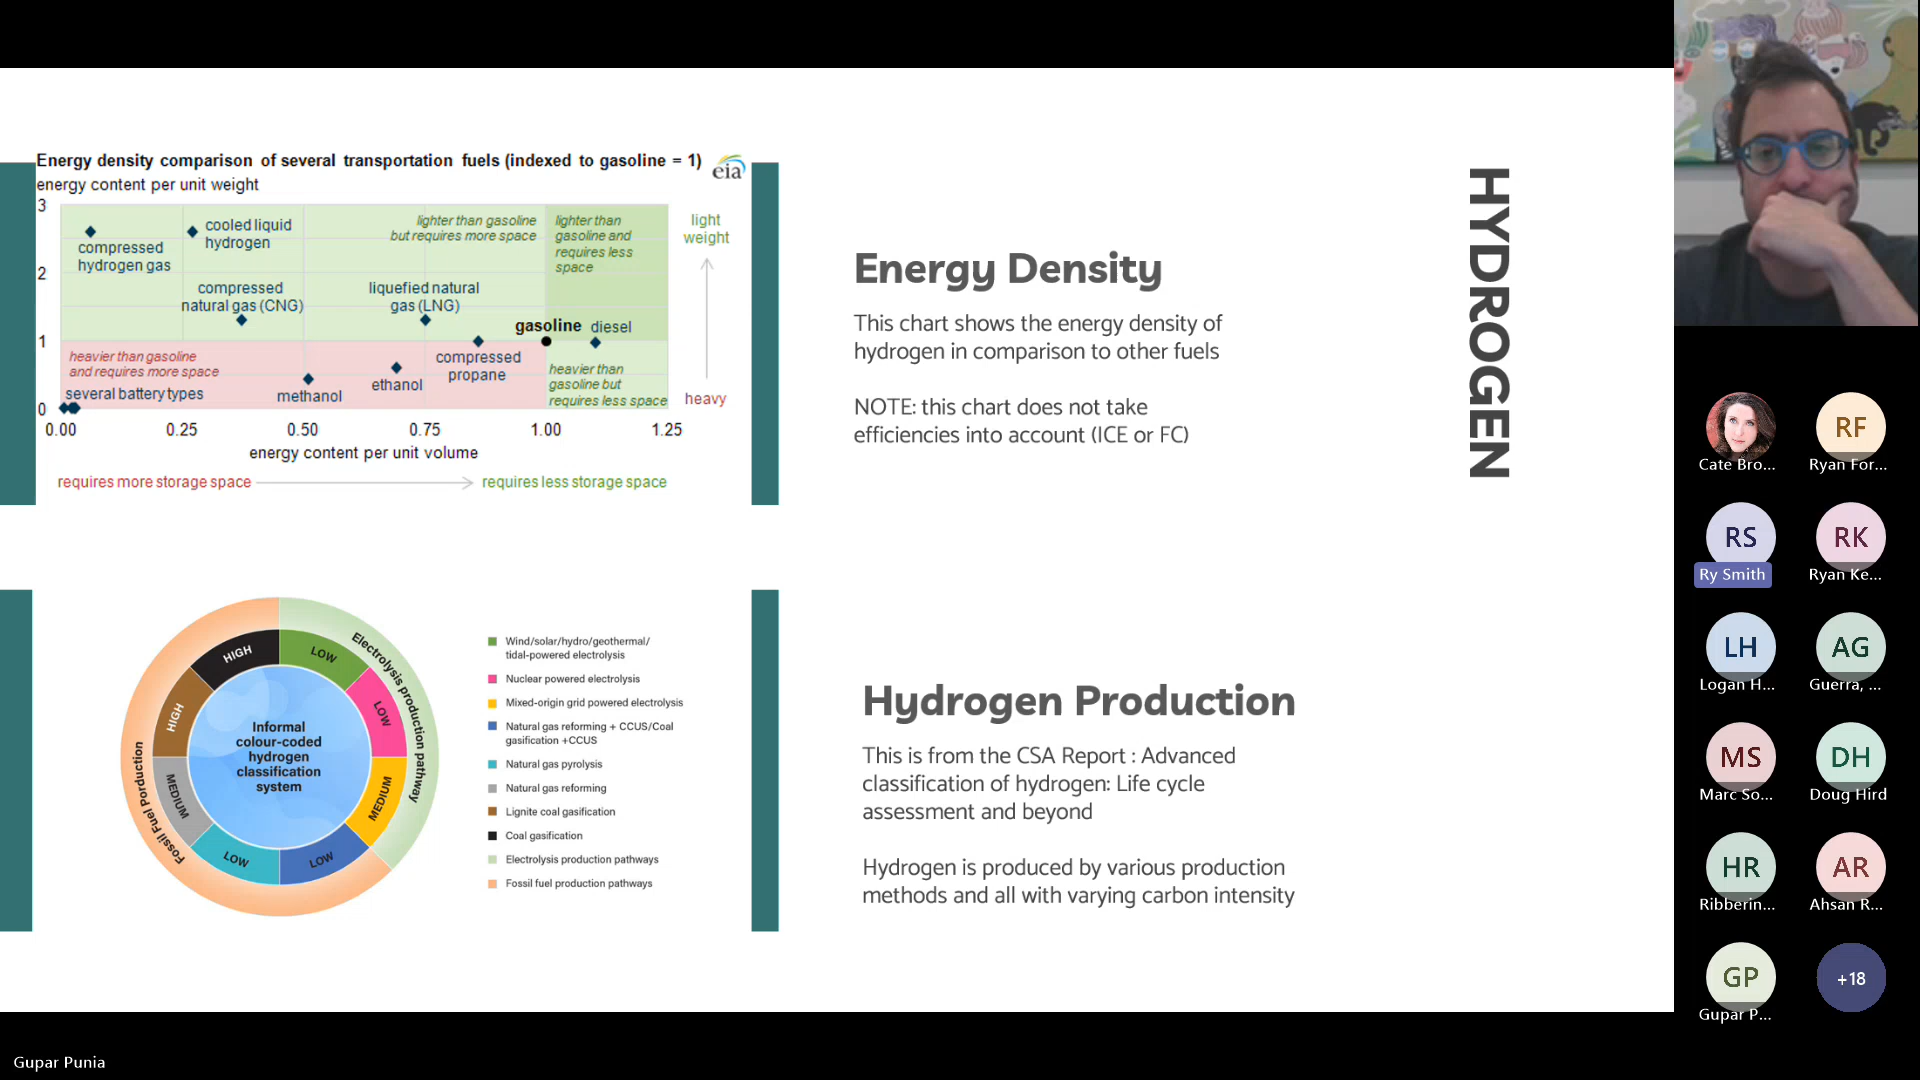 Energy density comparison of several transportation fuels (indexed to gasoline = 1)
eia
energy content per unit weight
3
2
1
0
compressed
hydrogen gas
cooled liquid
hydrogen
lighter than gasoline
but requires more space
lighter than
gasoline and
requires less
space
light
weight
compressed
natural gas (CNG)
liquefied natural
gas (LNG)
gasoline
diesel
heavier than gasoline
and requires more space
several battery types
methanol
ethanol
compressed
propane
heavier than
gasoline but
requires less space
heavy
0.00
0.25
0.50
0.75
1.00
1.25
energy content per unit volume
requires more storage space
requires less storage space
Energy Density
This chart shows the energy density of
hydrogen in comparison to other fuels
NOTE: this chart does not take
efficiencies into account (ICE or FC)
HYDROGEN
Informal
colour-coded
hydrogen
classification
system
HIGH
LOW
LOW
MEDIUM
LOW
LOW
MEDIUM
HIGH
Electrolysis production pathway
Fossil Fuel Porduction
Wind/solar/hydro/geothermal/
tidal-powered electrolysis
Nuclear powered electrolysis
Mixed-origin grid powered electrolysis
Natural gas reforming + CCUS/Coal
gasification +CCUS
Natural gas pyrolysis
Natural gas reforming
Lignite coal gasification
Coal gasification
Electrolysis production pathways
Fossil fuel production pathways
Hydrogen Production
This is from the CSA Report : Advanced
classification of hydrogen: Life cycle
assessment and beyond
Hydrogen is produced by various production
methods and all with varying carbon intensity
Cate Bro...
RF
Ryan For...
RS
Ry Smith
RK
Ryan Ke...
LH
Logan H...
AG
Guerra, ...
MS
Marc So...
DH
Doug Hird
HR
Ribberin...
AR
Ahsan R...
GP
Gupar P...
+18
Gupar Punia